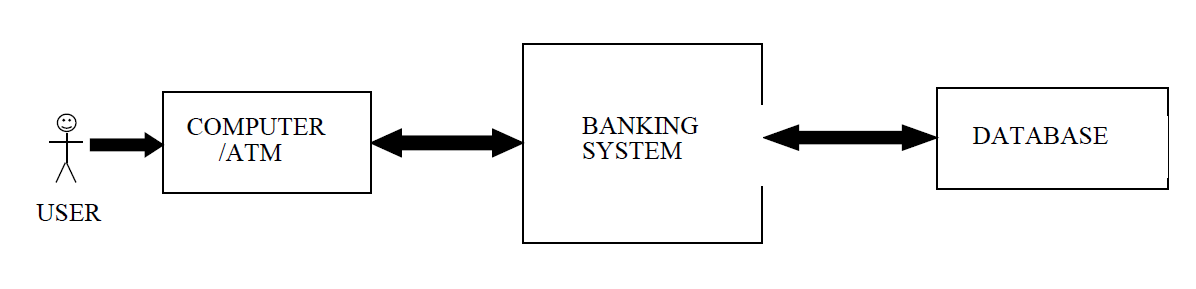 USER
COMPUTER
/ATM
BANKING
SYSTEM
DATABASE